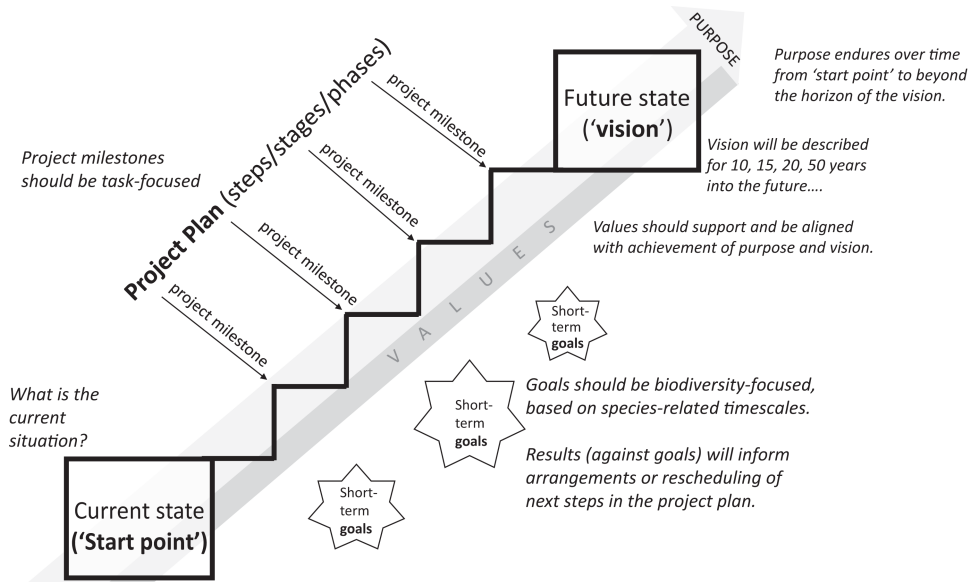 PURPOSE
Purpose endures over time
from ‘start point’ to beyond
the horizon of the vision.
Future state
(‘vision’)
Vision will be described
for 10, 15, 20, 50 years
into the future....
Project Plan (steps/stages/phases)
project milestone
project milestone
project milestone
project milestone
Project milestones
should be task-focused
Values should support and be aligned
with achievement of purpose and vision.
VALUES
Short-
term
goals
Short-
term
goals
Goals should be biodiversity-focused,
based on species-related timescales.
Results (against goals) will inform
arrangements or rescheduling of
next steps in the project plan.
Short-
term
goals
What is the
current
situation?
Current state
(‘Start point’)